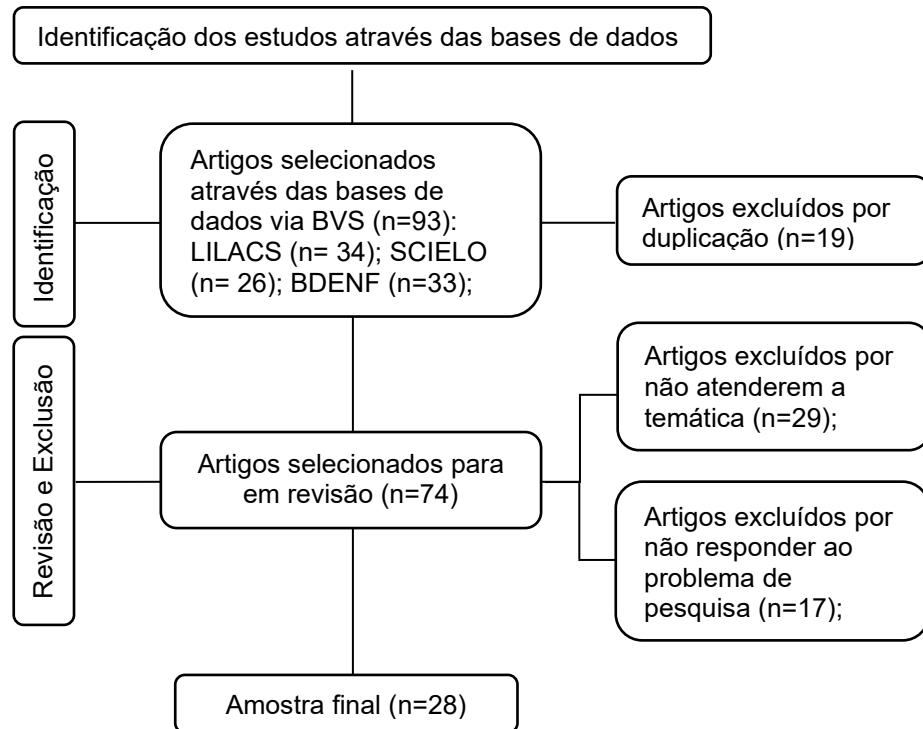 Identificação dos estudos através das bases de dados
Identificação
Artigos selecionados
através das bases de
dados via BVS (n=93):
LILACS (n= 34); SCIELO
(n= 26); BDENF (n=33);
Artigos excluídos por
duplicação (n=19)
Revisão e Exclusão
Artigos selecionados para
em revisão (n=74)
Artigos excluídos por
não atenderem a
temática (n=29);
Artigos excluídos por
não responder ao
problema de
pesquisa (n=17);
Amostra final (n=28)